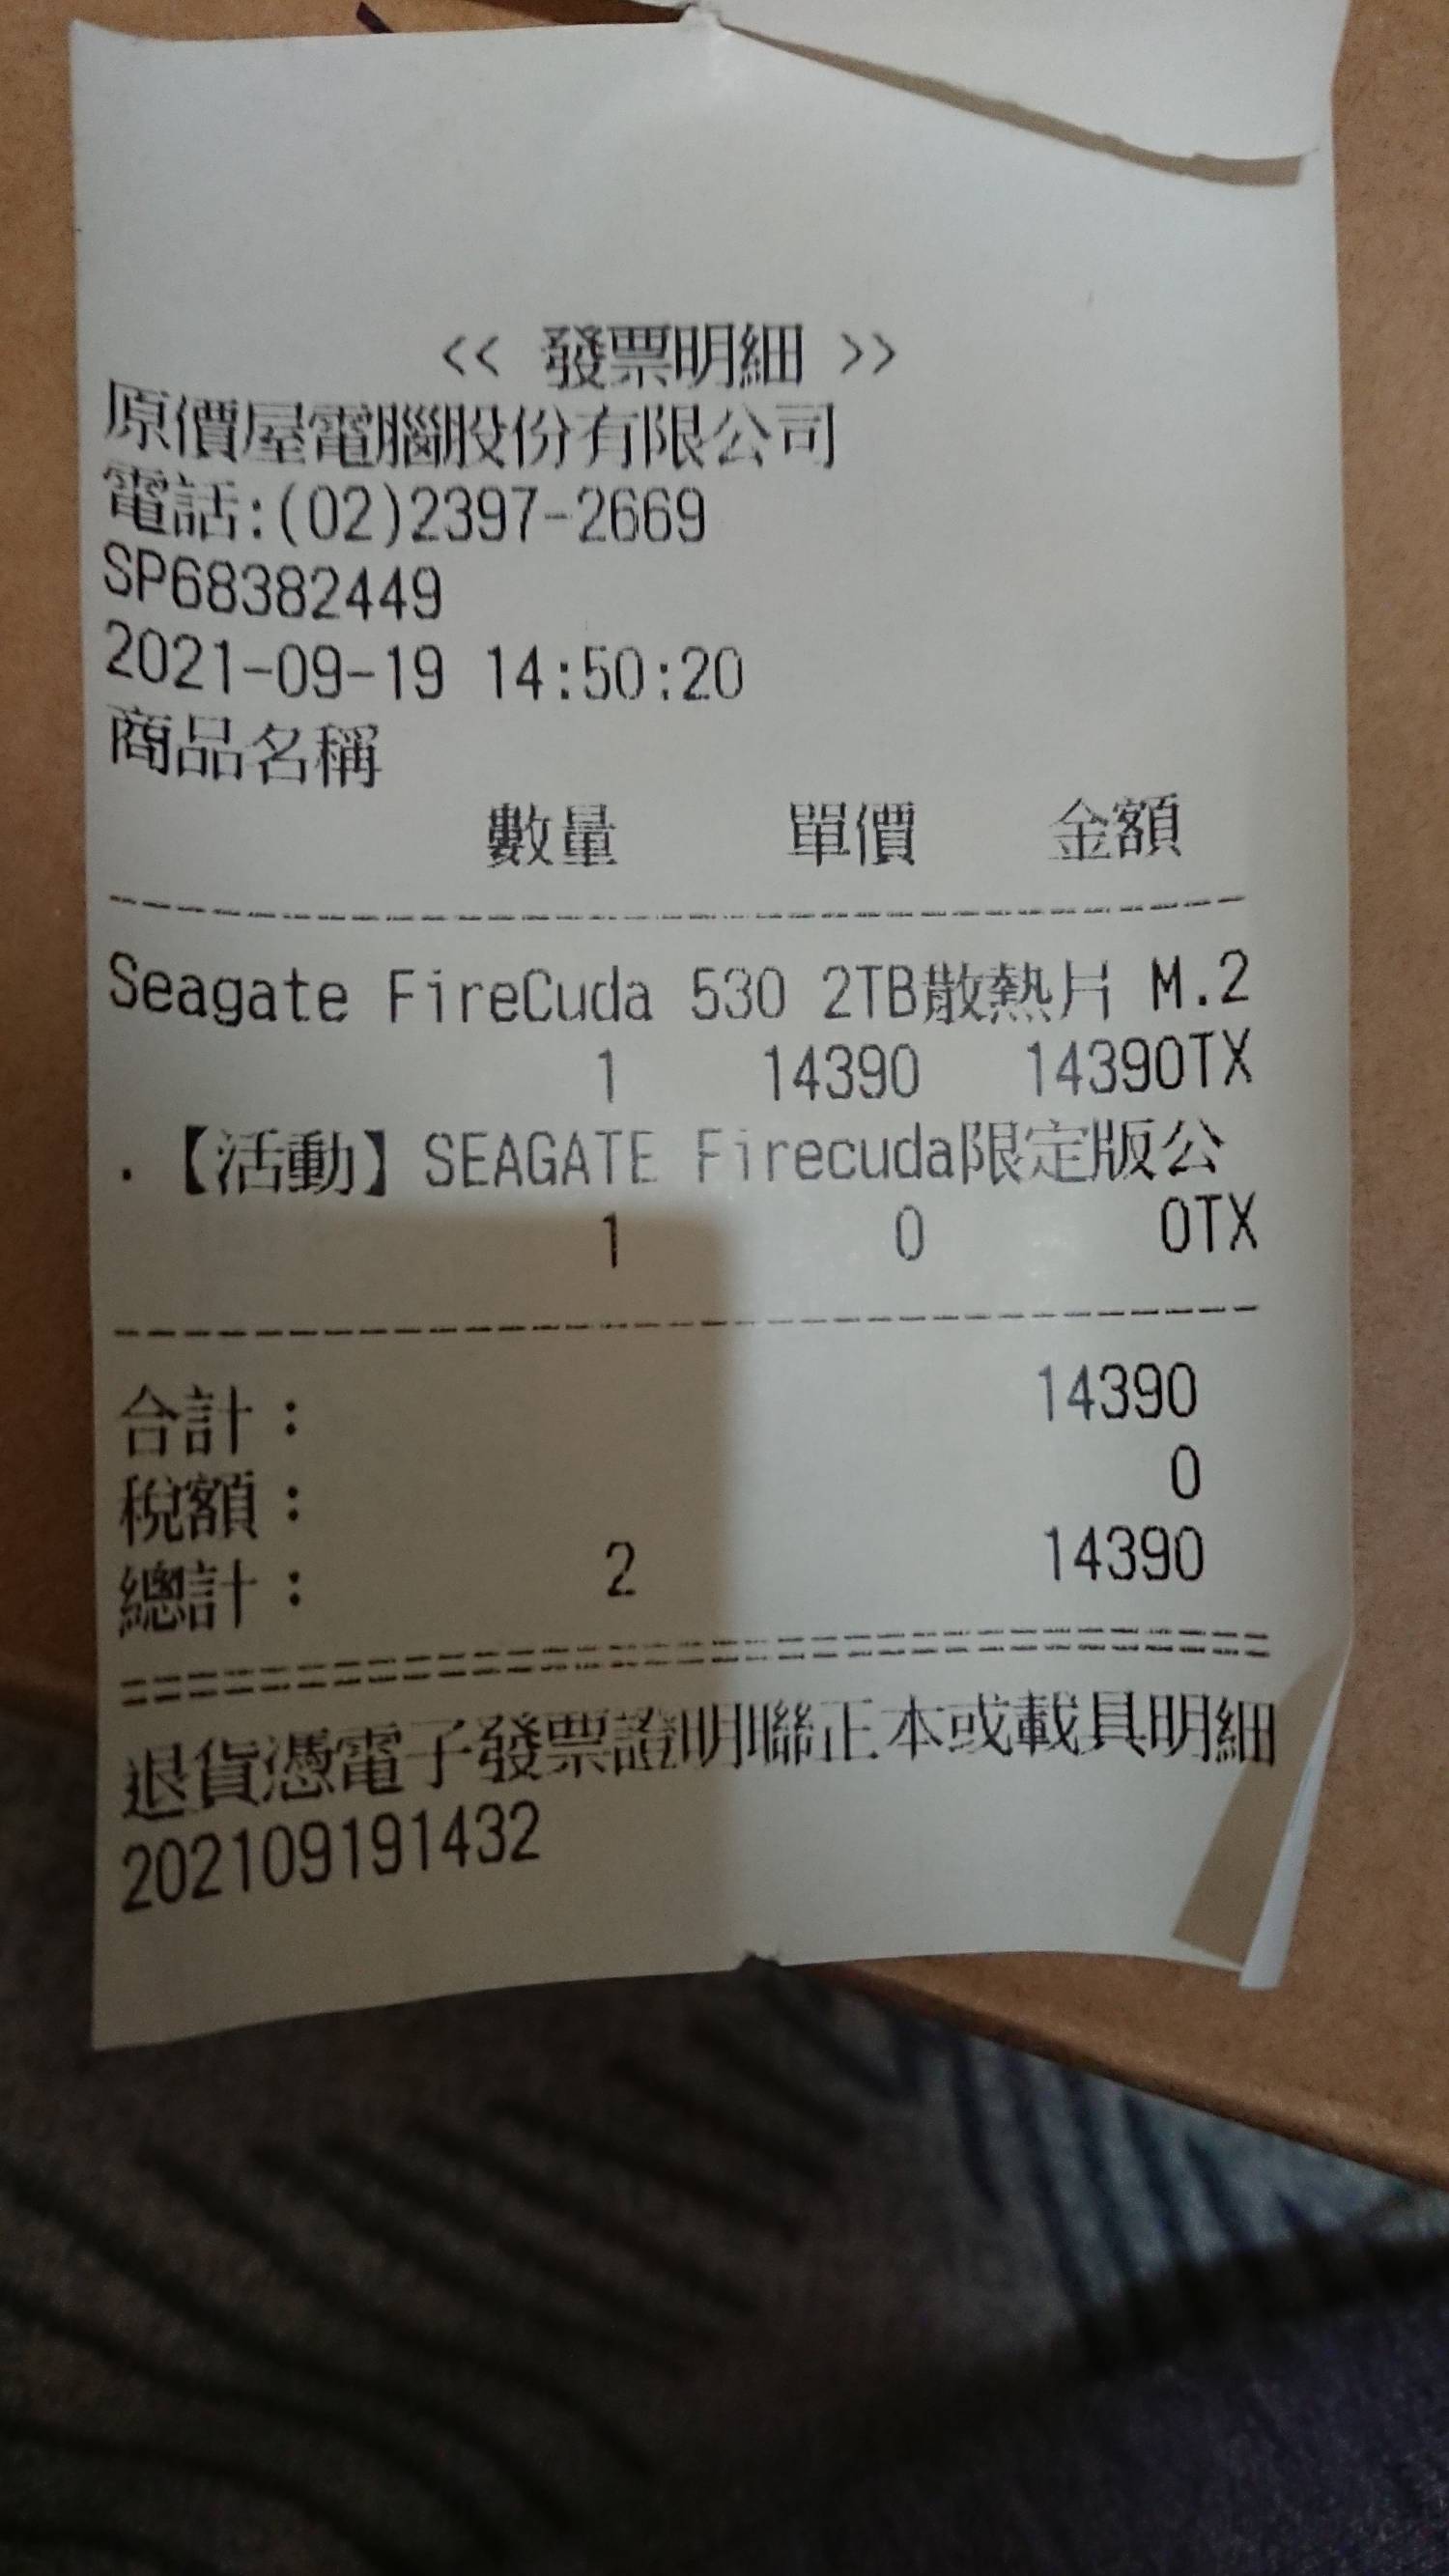 << 發票明細 >>
原價屋電腦股份有限公司
電話:(02)2397-2669
SP68382449
2021-09-19 14:50:20
商品名稱
數量 單價 金額
Seagate FireCuda 530 2TB散熱片 M.2
1 14390 14390TX
.【活動】SEAGATE Firecuda限定版公
1 0 0TX
合計： 14390
稅額： 0
總計： 2 14390
退貨憑電子發票證明聯正本或載具明細
202109191432